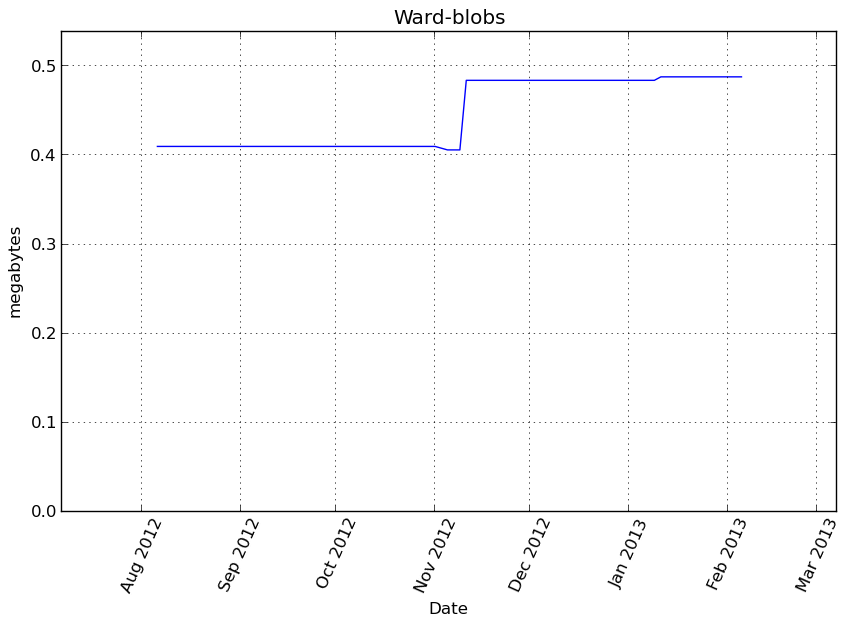 Ward-blobs
0.5
0.4
0.3
0.2
0.1
0.0
megabytes
Aug 2012
Sep 2012
Oct 2012
Nov 2012
Dec 2012
Jan 2013
Feb 2013
Mar 2013
Date